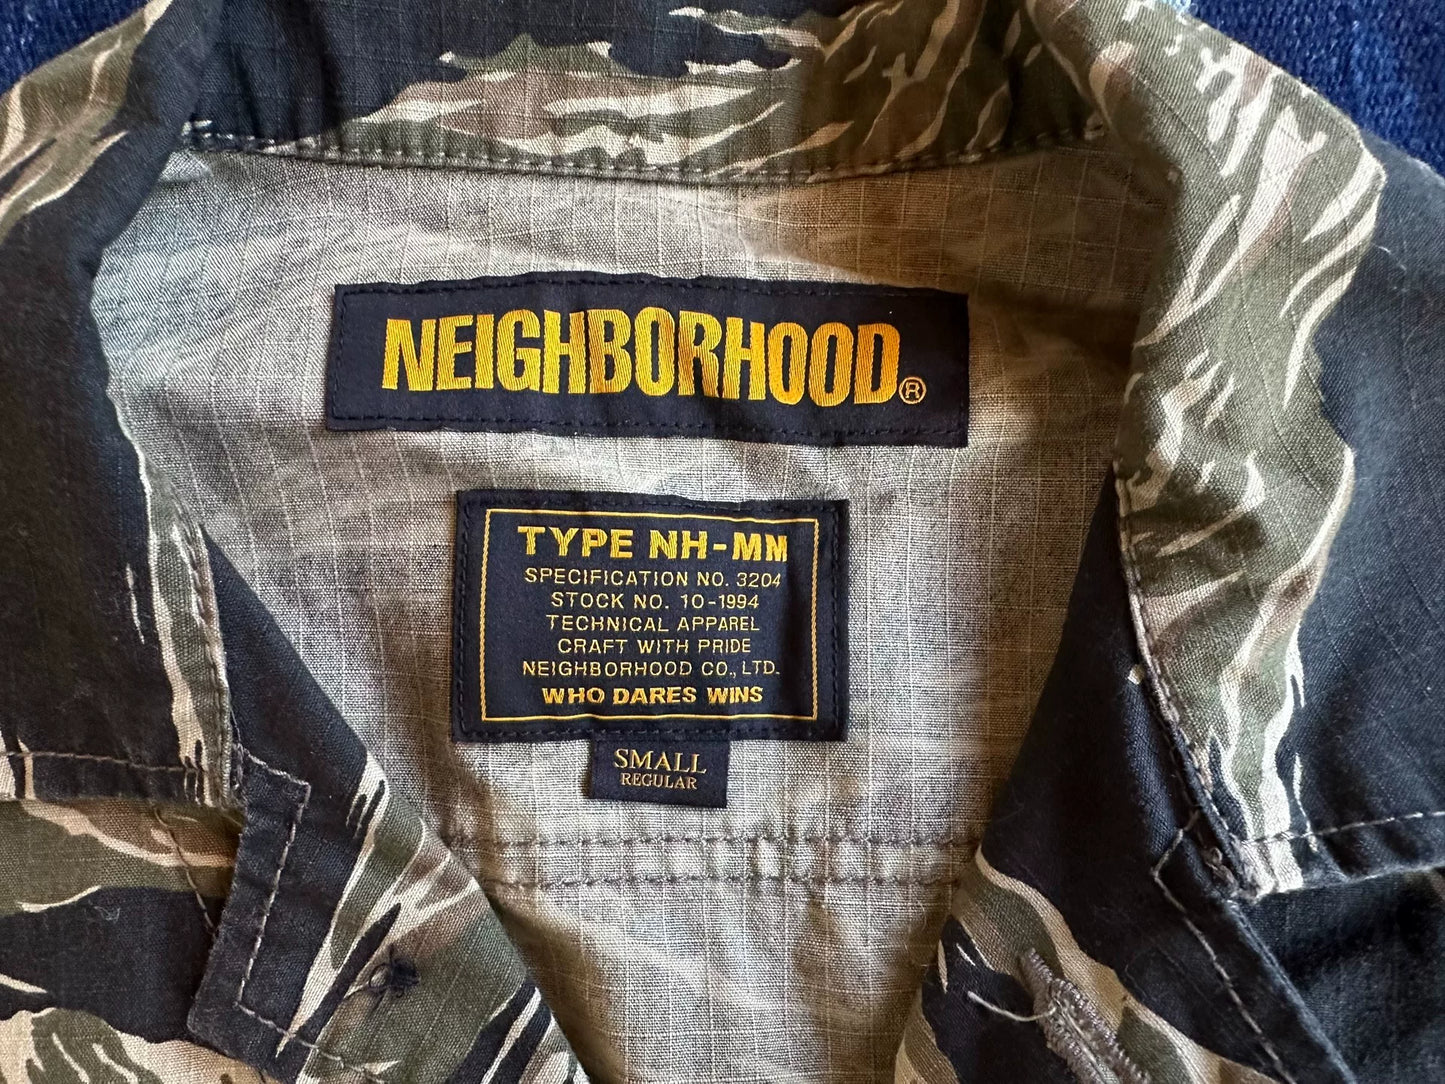 NEIGHBORHOOD®
TYPE NH-MM
SPECIFICATION NO. 3204
STOCK NO. 10-1994
TECHNICAL APPAREL
CRAFT WITH PRIDE
NEIGHBORHOOD CO., LTD.
WHO DARES WINS
SMALL
REGULAR